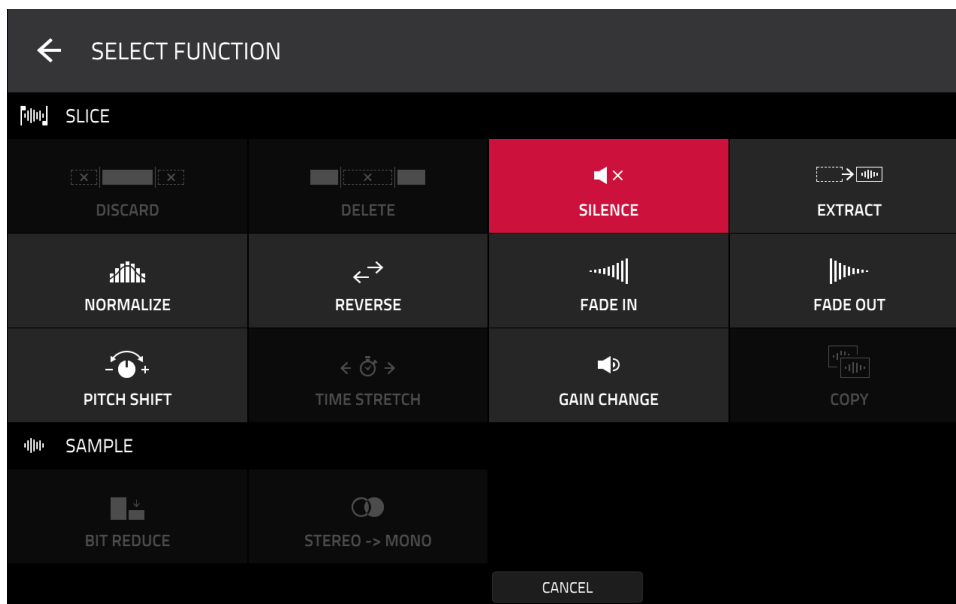 SELECT FUNCTION
SLICE
DISCARD
DELETE
SILENCE
EXTRACT
NORMALIZE
REVERSE
FADE IN
FADE OUT
PITCH SHIFT
TIME STRETCH
GAIN CHANGE
COPY
SAMPLE
BIT REDUCE
STEREO -> MONO
CANCEL